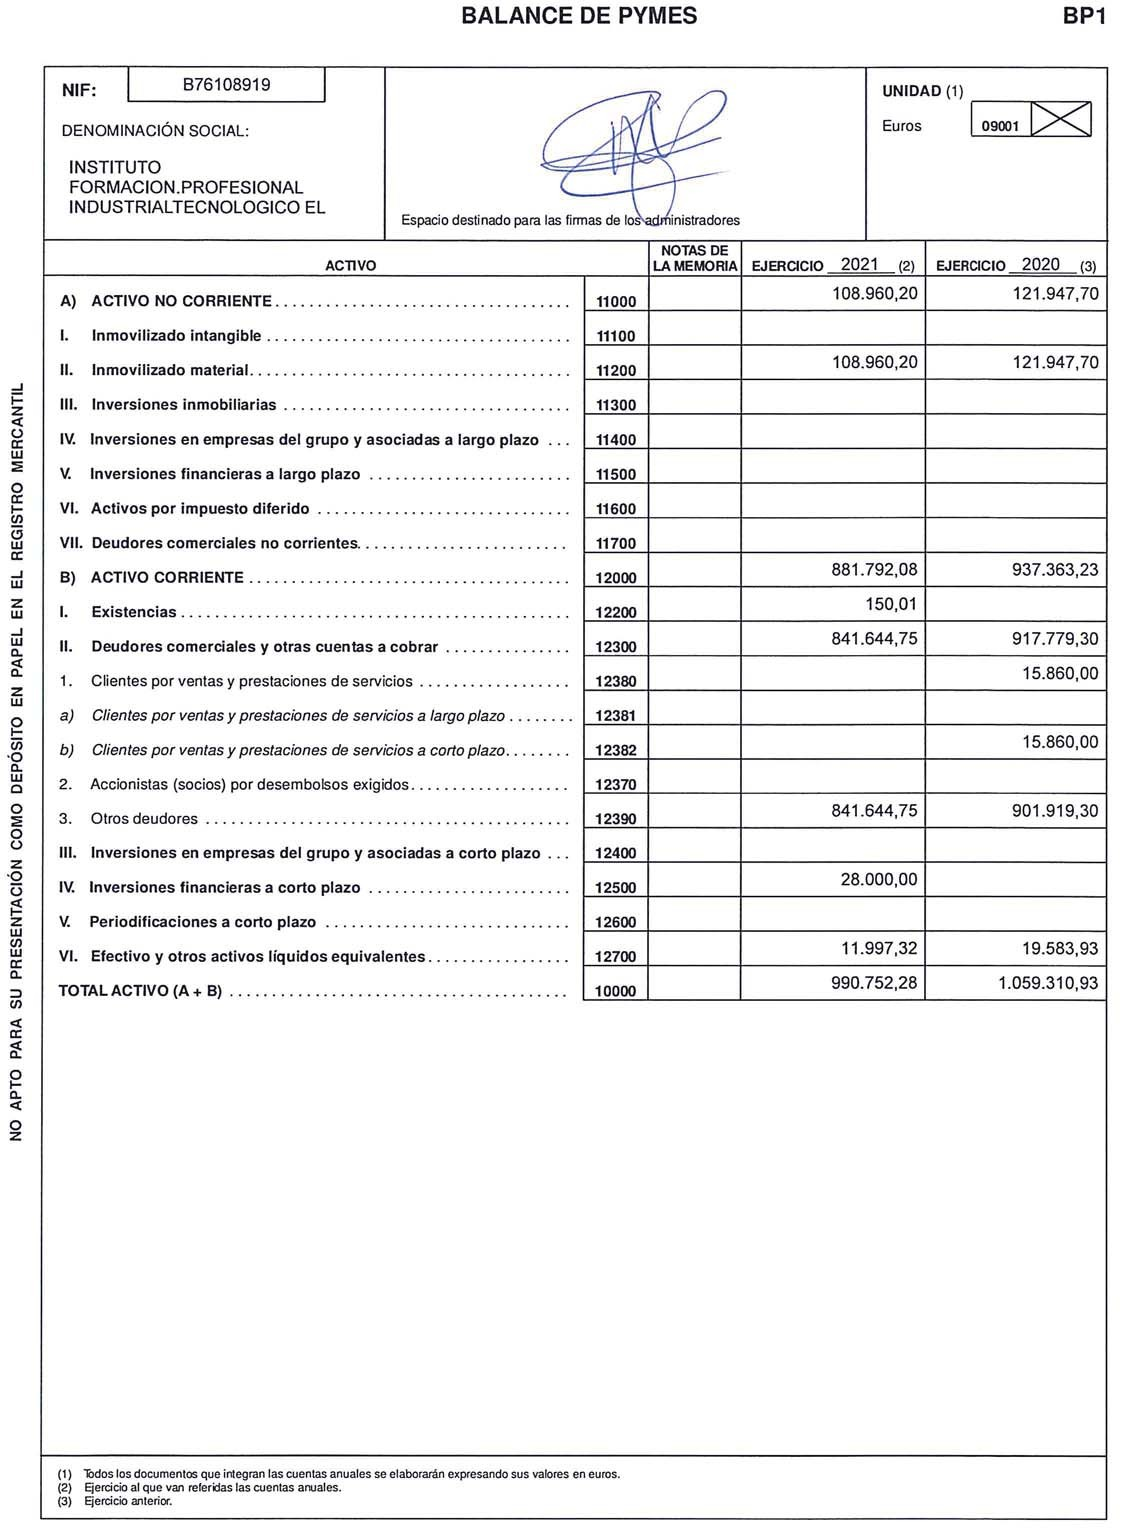 BALANCE DE PYMES
BP1
NIF: B76108919
DENOMINACIÓN SOCIAL:
INSTITUTO
FORMACION.PROFESIONAL
INDUSTRIALTECNOLOGICO EL
Espacio destinado para las firmas de los administradores
UNIDAD (1)
Euros 09001
ACTIVO NOTAS DE LA MEMORIA EJERCICIO 2021 (2) EJERCICIO 2020 (3)
A) ACTIVO NO CORRIENTE 11000 108.960,20 121.947,70
I. Inmovilizado intangible 11100
II. Inmovilizado material 11200 108.960,20 121.947,70
III. Inversiones inmobiliarias 11300
IV. Inversiones en empresas del grupo y asociadas a largo plazo 11400
V. Inversiones financieras a largo plazo 11500
VI. Activos por impuesto diferido 11600
VII. Deudores comerciales no corrientes 11700
B) ACTIVO CORRIENTE 12000 881.792,08 937.363,23
I. Existencias 12200 150,01
II. Deudores comerciales y otras cuentas a cobrar 12300 841.644,75 917.779,30
1. Clientes por ventas y prestaciones de servicios 12380 15.860,00
a) Clientes por ventas y prestaciones de servicios a largo plazo 12381
b) Clientes por ventas y prestaciones de servicios a corto plazo 12382 15.860,00
2. Accionistas (socios) por desembolsos exigidos 12370
3. Otros deudores 12390 841.644,75 901.919,30
III. Inversiones en empresas del grupo y asociadas a corto plazo 12400
IV. Inversiones financieras a corto plazo 12500 28.000,00
V. Periodificaciones a corto plazo 12600
VI. Efectivo y otros activos líquidos equivalentes 12700 11.997,32 19.583,93
TOTAL ACTIVO (A + B) 10000 990.752,28 1.059.310,93
NO APTO PARA SU PRESENTACIÓN COMO DEPÓSITO EN PAPEL EN EL REGISTRO MERCANTIL
(1) Todos los documentos que integran las cuentas anuales se elaborarán expresando sus valores en euros.
(2) Ejercicio al que van referidas las cuentas anuales.
(3) Ejercicio anterior.